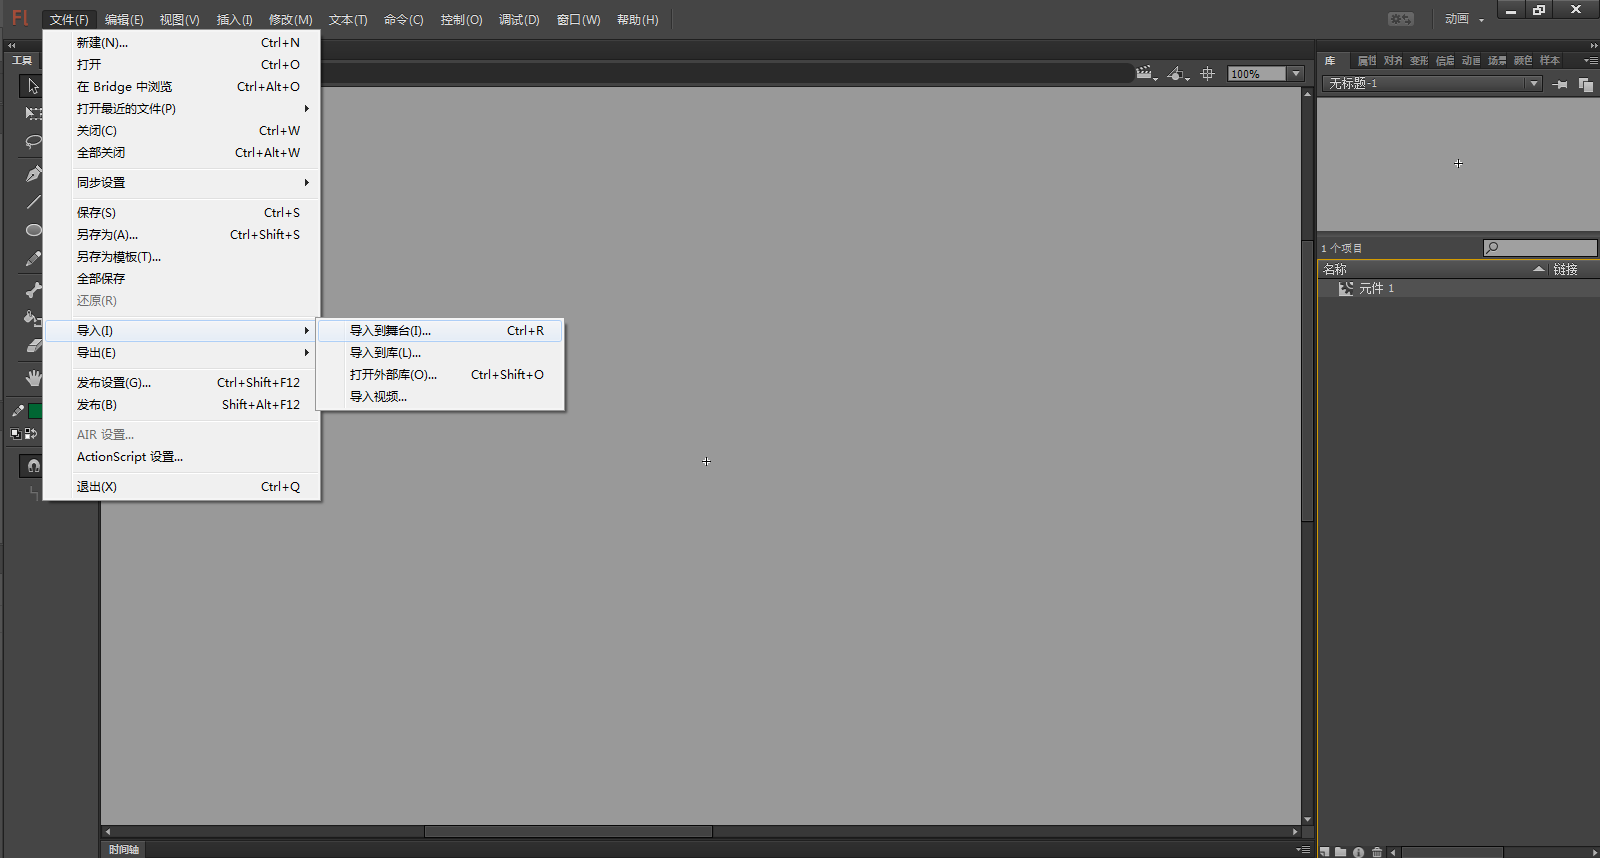 Fl 文件(F) 编辑(E) 视图(V) 插入(I) 修改(M) 文本(T) 命令(C) 控制(O) 调试(D) 窗口(W) 帮助(H) 动画
工具
新建(N)... Ctrl+N
打开 Ctrl+O
在 Bridge 中浏览 Ctrl+Alt+O
打开最近的文件(P)
关闭(C) Ctrl+W
全部关闭 Ctrl+Alt+W
同步设置
保存(S) Ctrl+S
另存为(A)... Ctrl+Shift+S
另存为模板(T)...
全部保存
还原(R)
导入(I)
导出(E)
发布设置(G)... Ctrl+Shift+F12
发布(B) Shift+Alt+F12
AIR 设置...
ActionScript 设置...
退出(X) Ctrl+Q
导入到舞台(I)... Ctrl+R
导入到库(L)...
打开外部库(O)... Ctrl+Shift+O
导入视频...
100%
时间轴
库 属性 对齐 变形 信息 动画 场景 颜色 样本
无标题-1
1 个项目
名称 链接
元件 1